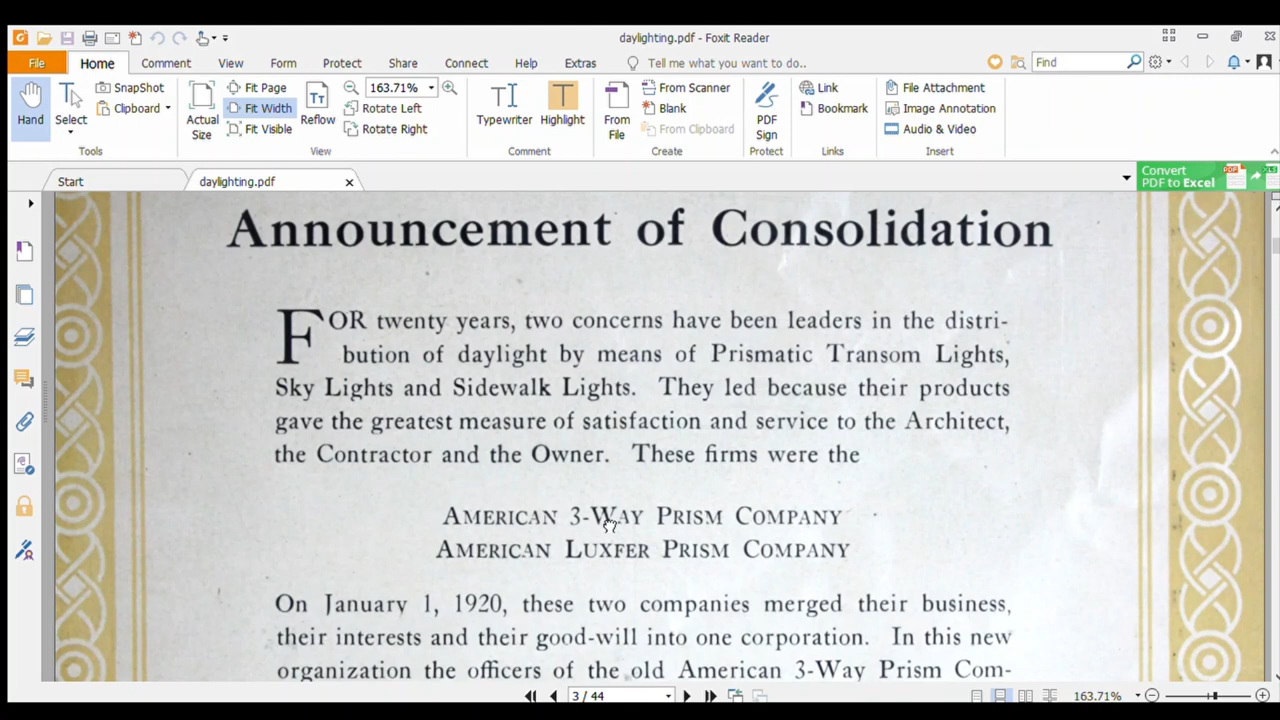 daylighting.pdf - Foxit Reader
File Home Comment View Form Protect Share Connect Help Extras Tell me what you want to do.. Find
Hand
Select
SnapShot
Clipboard
Tools
Actual Size
Fit Page
Fit Width
Fit Visible
Reflow
163.71%
Rotate Left
Rotate Right
View
Typewriter
Highlight
Comment
From File
From Scanner
Blank
From Clipboard
Create
PDF Sign
Protect
Link
Bookmark
Links
File Attachment
Image Annotation
Audio & Video
Insert
Start
daylighting.pdf
Convert
PDF to Excel
Announcement of Consolidation
FOR twenty years, two concerns have been leaders in the distri-
bution of daylight by means of Prismatic Transom Lights,
Sky Lights and Sidewalk Lights. They led because their products
gave the greatest measure of satisfaction and service to the Architect,
the Contractor and the Owner. These firms were the
AMERICAN 3-WAY PRISM COMPANY
AMERICAN LUXFER PRISM COMPANY
On January 1, 1920, these two companies merged their business,
their interests and their good-will into one corporation. In this new
organization the officers of the old American 3-Way Prism Com-
3 / 44
163.71%